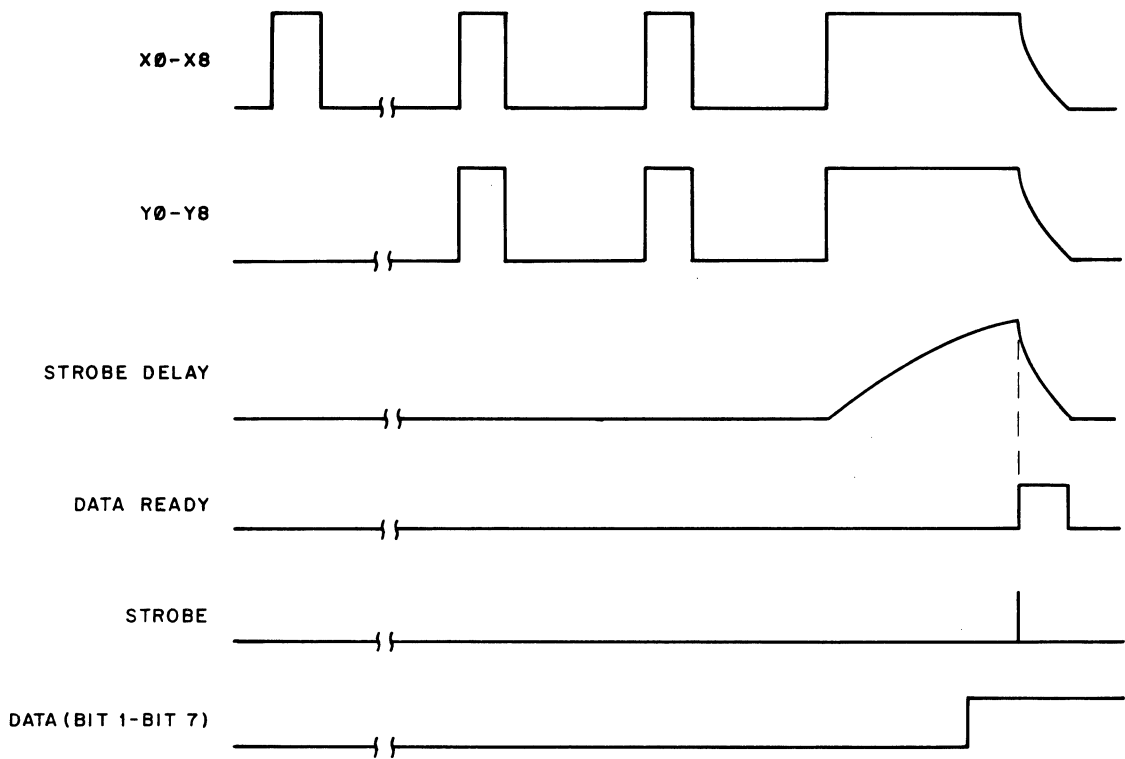 XØ-X8
YØ-Y8
STROBE DELAY
DATA READY
STROBE
DATA (BIT 1-BIT 7)